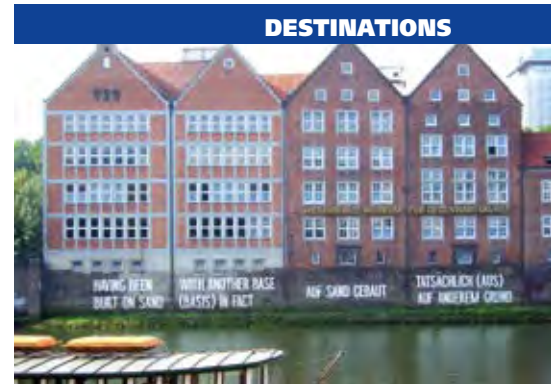 DESTINATIONS
HAVING BEEN
BUILT ON SAND
WITH ANOTHER BASE
(BASIS) IN FACT
AUF SAND GEBAUT
TATSÄCHLICH (AUS)
AUF ANDEREM GRUND